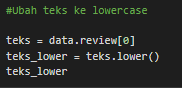 #Ubah teks ke lowercase
teks = data.review[0]
teks_lower = teks.lower()
teks_lower